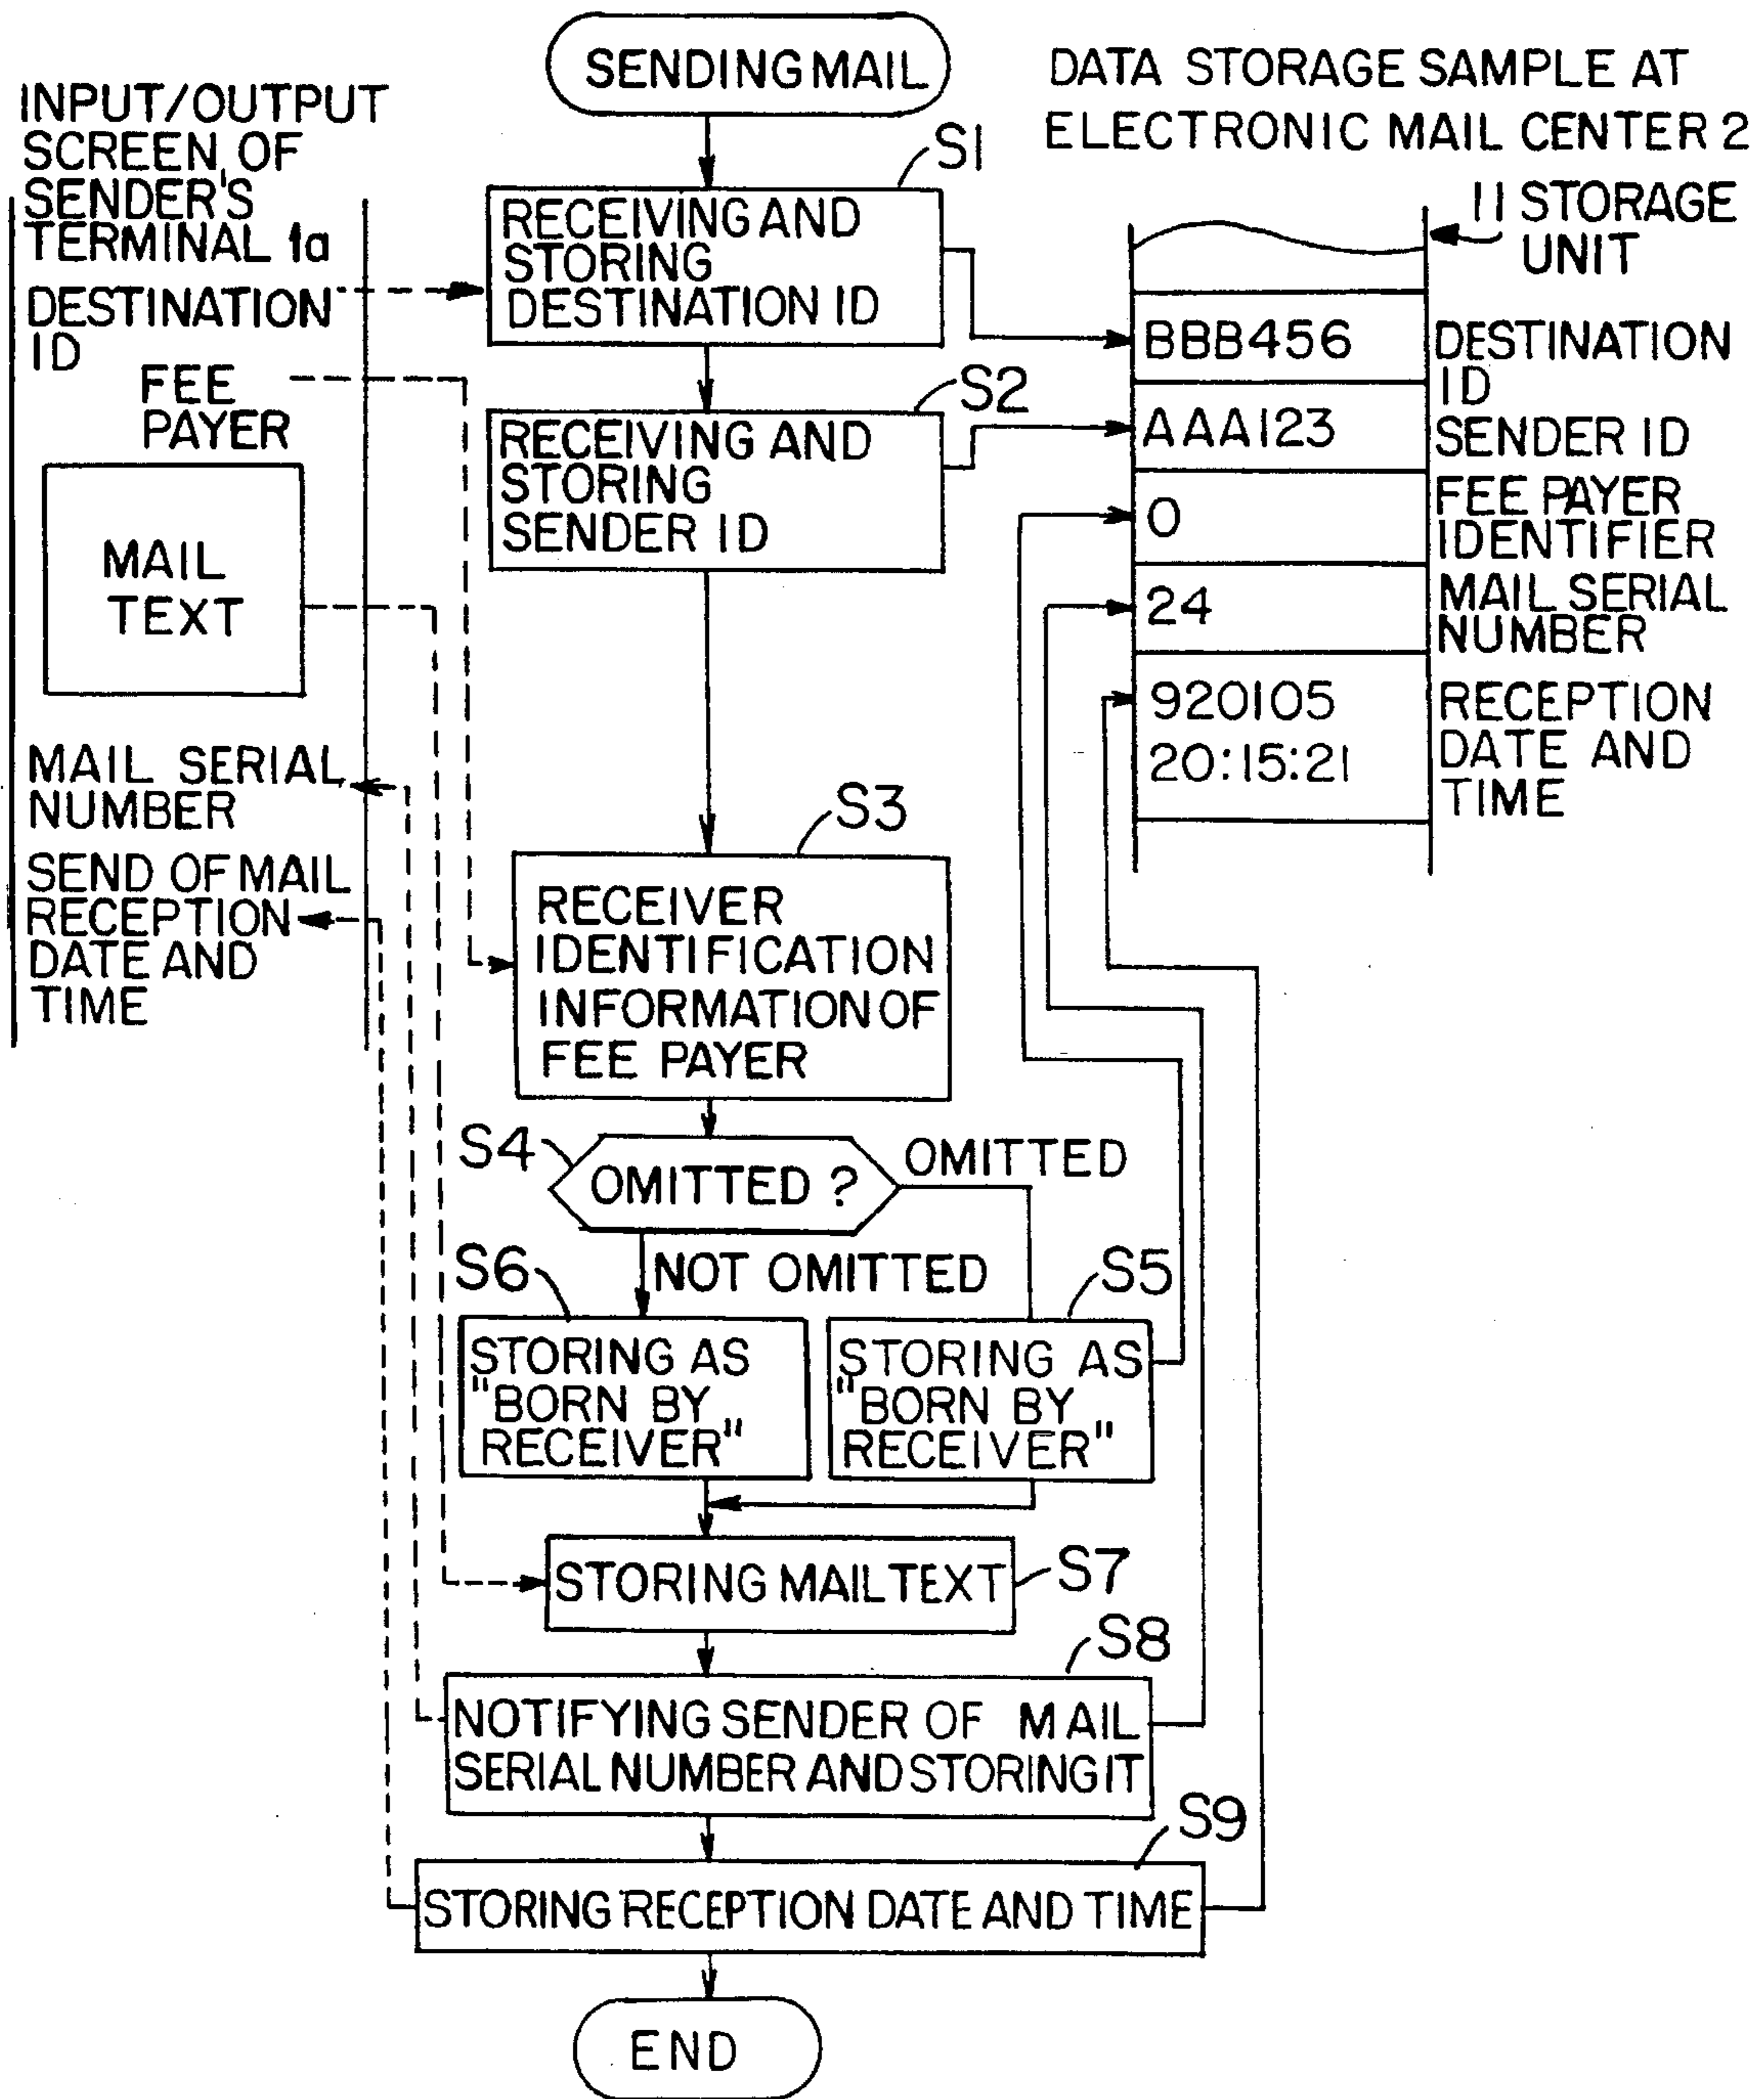 SENDING MAIL
INPUT/OUTPUT
SCREEN OF
SENDER'S
TERMINAL 1a
DESTINATION
ID
FEE
PAYER
MAIL
TEXT
MAIL SERIAL
NUMBER
SEND OF MAIL
RECEPTION
DATE AND
TIME
S1
RECEIVING AND
STORING
DESTINATION ID
S2
RECEIVING AND
STORING
SENDER ID
S3
RECEIVER
IDENTIFICATION
INFORMATION OF
FEE PAYER
S4
OMITTED ?
OMITTED
NOT OMITTED
S6
STORING AS
"BORN BY
RECEIVER"
S5
STORING AS
"BORN BY
RECEIVER"
STORING MAIL TEXT
S7
S8
NOTIFYING SENDER OF MAIL
SERIAL NUMBER AND STORING IT
S9
STORING RECEPTION DATE AND TIME
END
DATA STORAGE SAMPLE AT
ELECTRONIC MAIL CENTER 2
11 STORAGE
UNIT
BBB456
DESTINATION
ID
AAA123
SENDER ID
0
FEE PAYER
IDENTIFIER
24
MAIL SERIAL
NUMBER
920105
20:15:21
RECEPTION
DATE AND
TIME